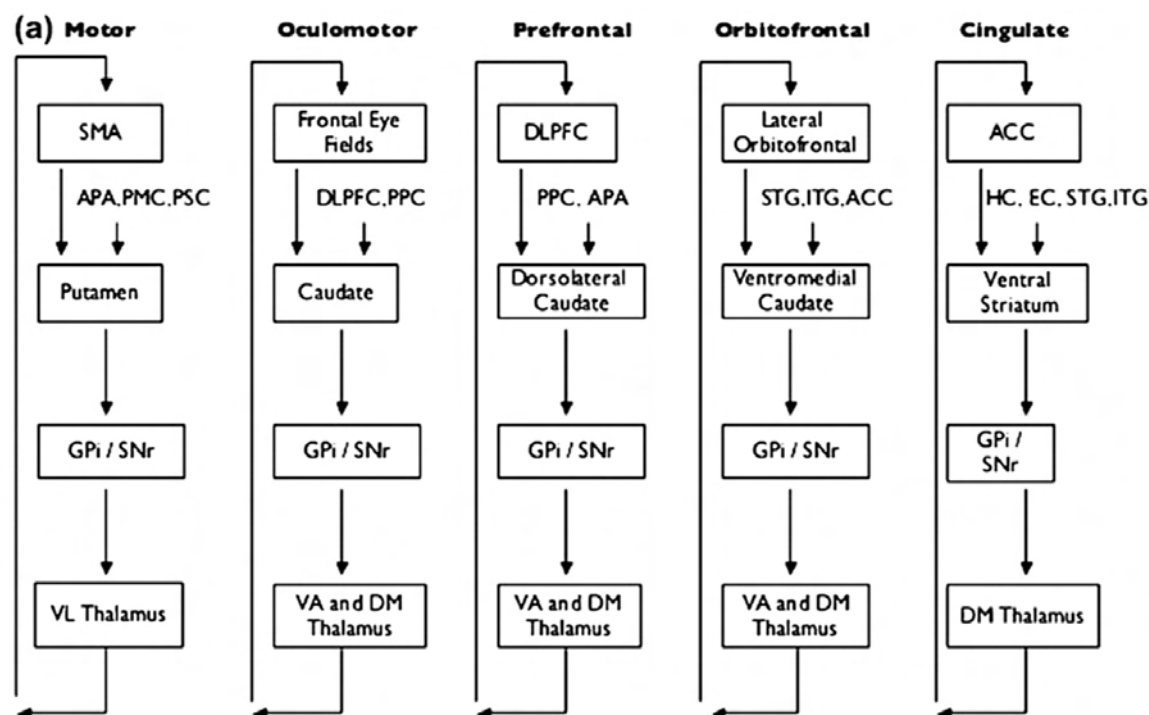 (a) Motor Oculomotor Prefrontal Orbitofrontal Cingulate
SMA
APA,PMC,PSC
Putamen
GPi / SNr
VL Thalamus
Frontal Eye
Fields
DLPFC,PPC
Caudate
GPi / SNr
VA and DM
Thalamus
DLPFC
PPC, APA
Dorsolateral
Caudate
GPi / SNr
VA and DM
Thalamus
Lateral
Orbitofrontal
STG,ITG,ACC
Ventromedial
Caudate
GPi / SNr
VA and DM
Thalamus
ACC
HC, EC, STG,ITG
Ventral
Striatum
GPi /
SNr
DM Thalamus